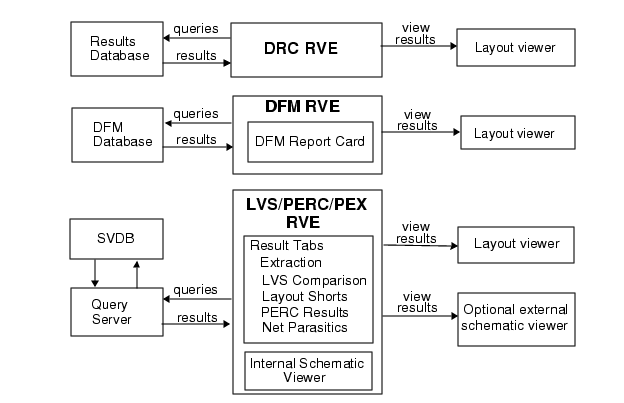 queries
view
results
Results
Database
DRC RVE
Layout viewer
results
DFM RVE
queries
view
results
DFM
Database
DFM Report Card
Layout viewer
results
LVS/PERC/PEX
RVE
SVDB
Result Tabs
Extraction
LVS Comparison
Layout Shorts
PERC Results
Net Parasitics
view
results
Layout viewer
queries
Query
Server
results
view
results
Optional external
schematic viewer
Internal Schematic
Viewer